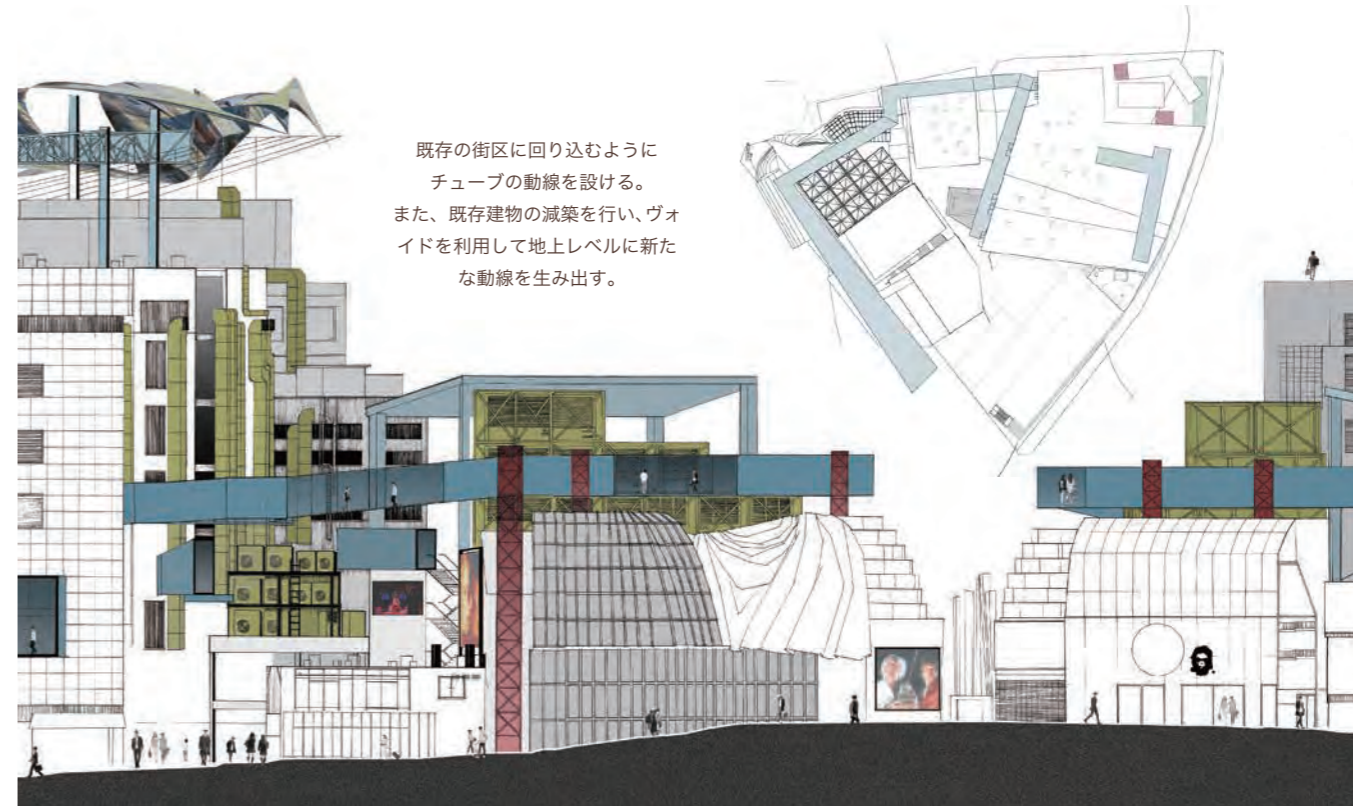 既存の街区に回り込むように
チューブの動線を設ける。
また、既存建物の減築を行い、ヴォ
イドを利用して地上レベルに新た
な動線を生み出す。